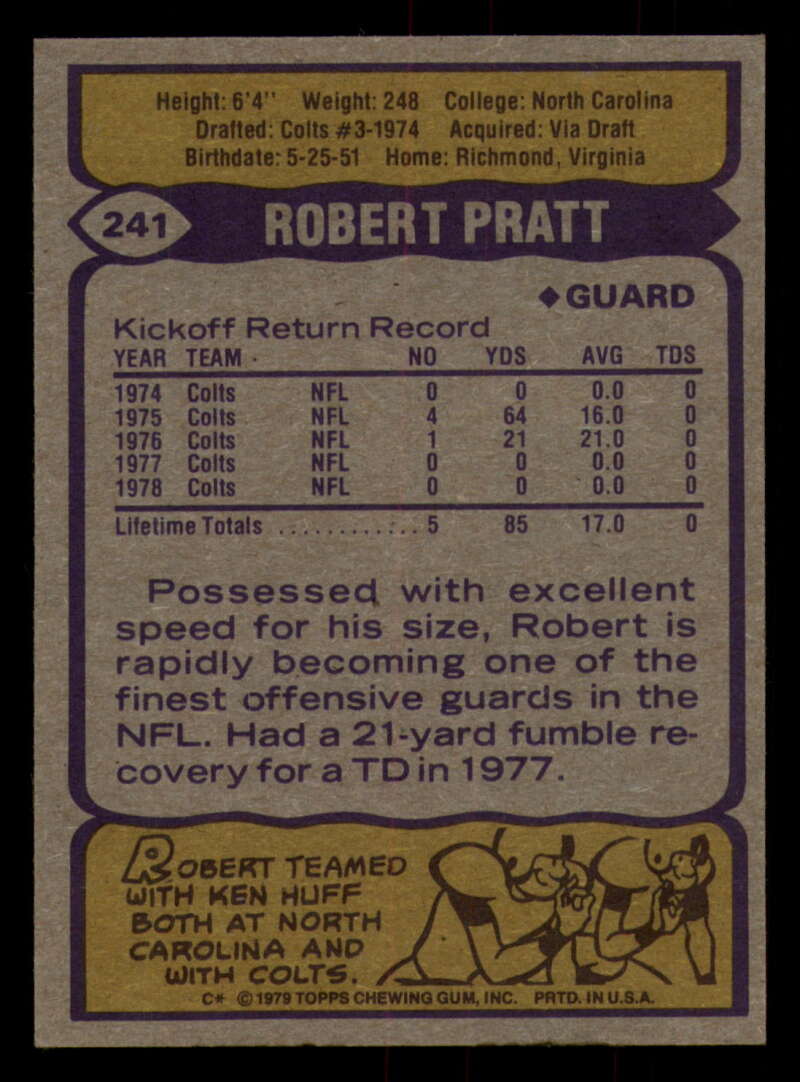 Height: 6'4" Weight: 248 College: North Carolina
Drafted: Colts #3-1974 Acquired: Via Draft
Birthdate: 5-25-51 Home: Richmond, Virginia
241 ROBERT PRATT
◆GUARD
Kickoff Return Record
YEAR TEAM NO YDS AVG TDS
1974 Colts NFL 0 0 0.0 0
1975 Colts NFL 4 64 16.0 0
1976 Colts NFL 1 21 21.0 0
1977 Colts NFL 0 0 0.0 0
1978 Colts NFL 0 0 0.0 0
Lifetime Totals ............. 5 85 17.0 0
Possessed with excellent
speed for his size, Robert is
rapidly becoming one of the
finest offensive guards in the
NFL. Had a 21-yard fumble re-
covery for a TD in 1977.
ROBERT TEAMED
WITH KEN HUFF
BOTH AT NORTH
CAROLINA AND
WITH COLTS.
C* © 1979 TOPPS CHEWING GUM, INC. PRTD. IN U.S.A.